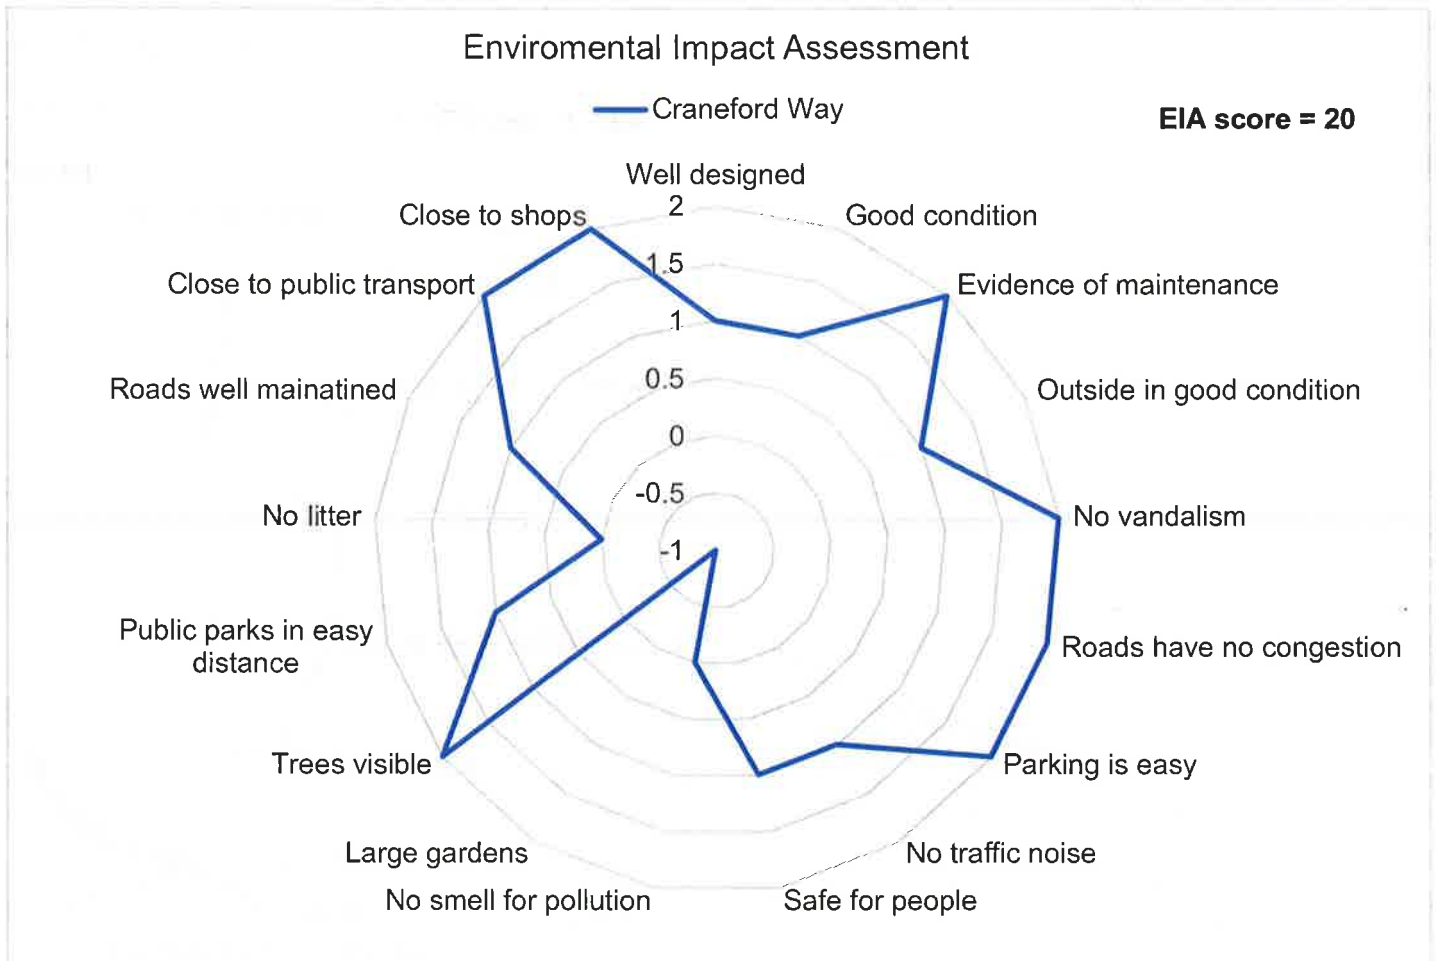 Enviromental Impact Assessment
Craneford Way
EIA score = 20
Well designed
Good condition
Evidence of maintenance
Outside in good condition
No vandalism
Roads have no congestion
Parking is easy
No traffic noise
Safe for people
No smell for pollution
Large gardens
Trees visible
Public parks in easy
distance
No litter
Roads well mainatined
Close to public transport
Close to shops
2
1.5
1
0.5
0
-0.5
-1